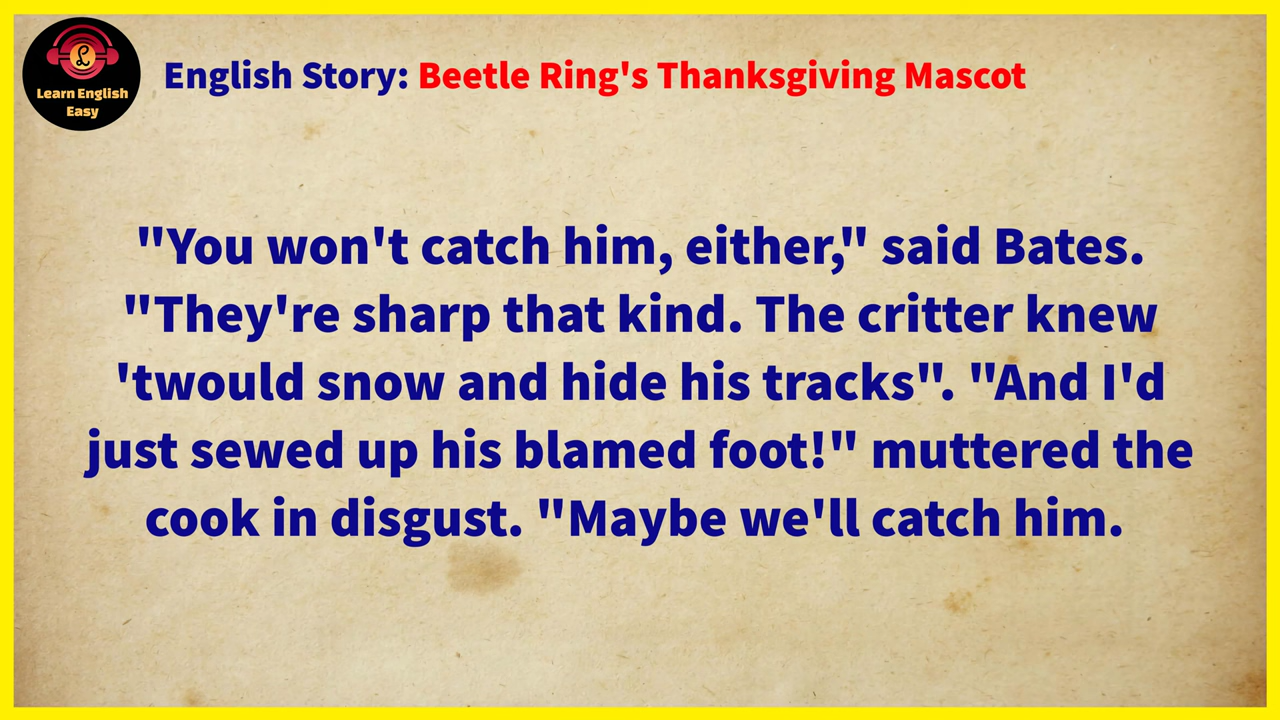 Learn English
Easy
English Story: Beetle Ring's Thanksgiving Mascot
"You won't catch him, either," said Bates.
"They're sharp that kind. The critter knew
'twould snow and hide his tracks". "And I'd
just sewed up his blamed foot!" muttered the
cook in disgust. "Maybe we'll catch him.